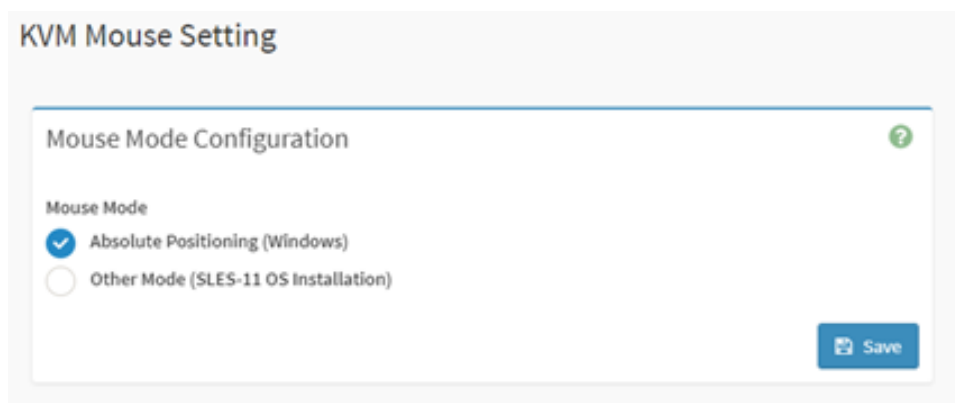 KVM Mouse Setting
Mouse Mode Configuration
?
Mouse Mode
Absolute Positioning (Windows)
Other Mode (SLES-11 OS Installation)
Save